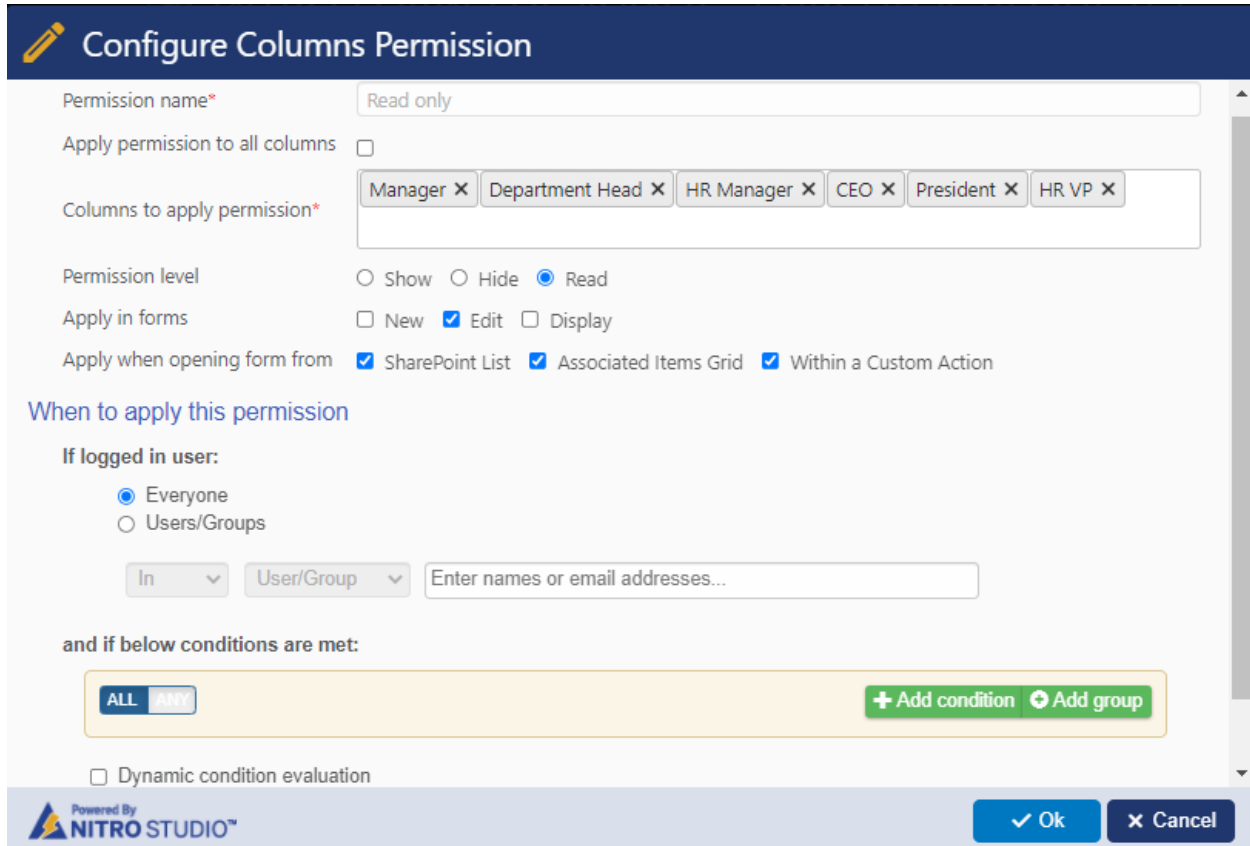 Configure Columns Permission
Permission name*
Read only
Apply permission to all columns
Columns to apply permission*
Manager ✕ Department Head ✕ HR Manager ✕ CEO ✕ President ✕ HR VP ✕
Permission level
Show Hide Read
Apply in forms
New Edit Display
Apply when opening form from
SharePoint List Associated Items Grid Within a Custom Action
When to apply this permission
If logged in user:
Everyone
Users/Groups
In User/Group Enter names or email addresses...
and if below conditions are met:
ALL ANY Add condition Add group
Dynamic condition evaluation
Powered By
NITRO STUDIO™
Ok Cancel